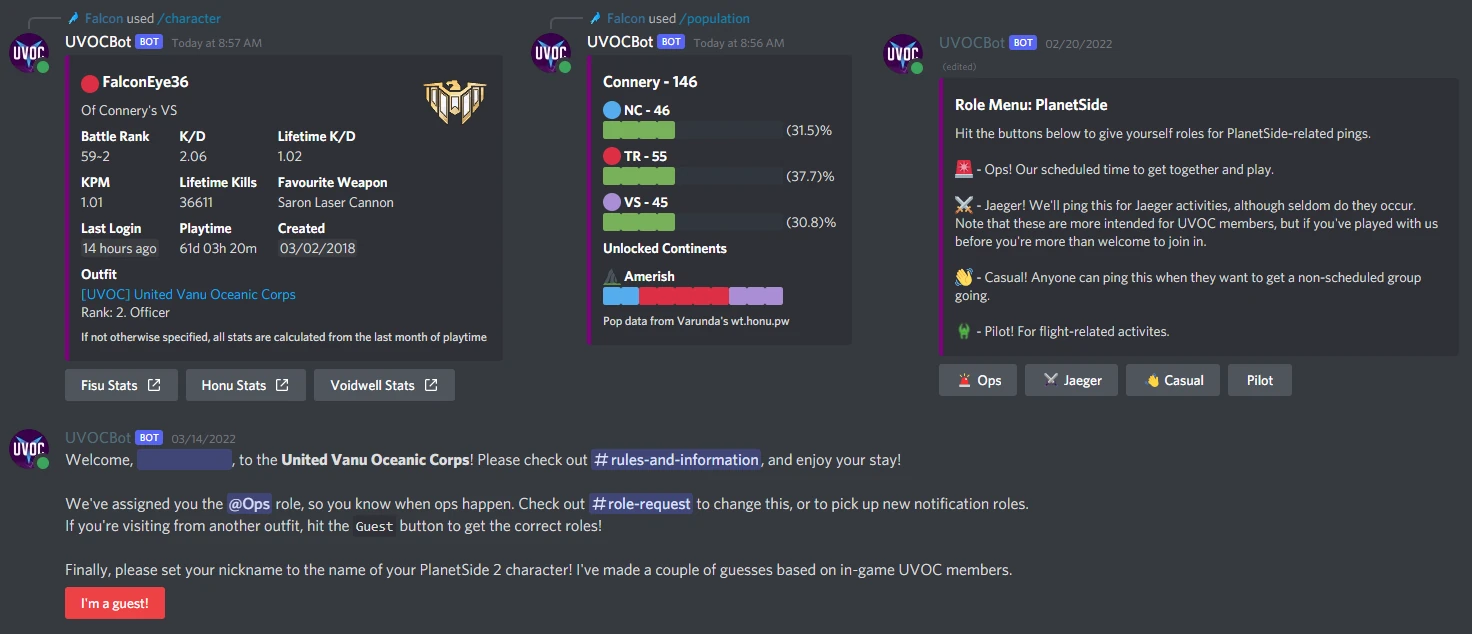 Falcon used /character
UVOC
UVOCBot BOT Today at 8:57 AM
FalconEye36
Of Connery's VS
Battle Rank K/D Lifetime K/D
59-2 2.06 1.02
KPM Lifetime Kills Favourite Weapon
1.01 36611 Saron Laser Cannon
Last Login Playtime Created
14 hours ago 61d 03h 20m 03/02/2018
Outfit
[UVOC] United Vanu Oceanic Corps
Rank: 2. Officer
If not otherwise specified, all stats are calculated from the last month of playtime
Fisu Stats Honu Stats Voidwell Stats
Falcon used /population
UVOC
UVOCBot BOT Today at 8:56 AM
Connery - 146
NC - 46
(31.5)%
TR - 55
(37.7)%
VS - 45
(30.8)%
Unlocked Continents
Amerish
Pop data from Varunda's wt.honu.pw
UVOC
UVOCBot BOT 02/20/2022
(edited)
Role Menu: PlanetSide
Hit the buttons below to give yourself roles for PlanetSide-related pings.
- Ops! Our scheduled time to get together and play.
- Jaeger! We'll ping this for Jaeger activities, although seldom do they occur.
Note that these are more intended for UVOC members, but if you've played with us
before you're more than welcome to join in.
- Casual! Anyone can ping this when they want to get a non-scheduled group
going.
- Pilot! For flight-related activites.
Ops Jaeger Casual Pilot
UVOC
UVOCBot BOT 03/14/2022
Welcome, , to the United Vanu Oceanic Corps! Please check out #rules-and-information, and enjoy your stay!
We've assigned you the @Ops role, so you know when ops happen. Check out #role-request to change this, or to pick up new notification roles.
If you're visiting from another outfit, hit the Guest button to get the correct roles!
Finally, please set your nickname to the name of your PlanetSide 2 character! I've made a couple of guesses based on in-game UVOC members.
I'm a guest!